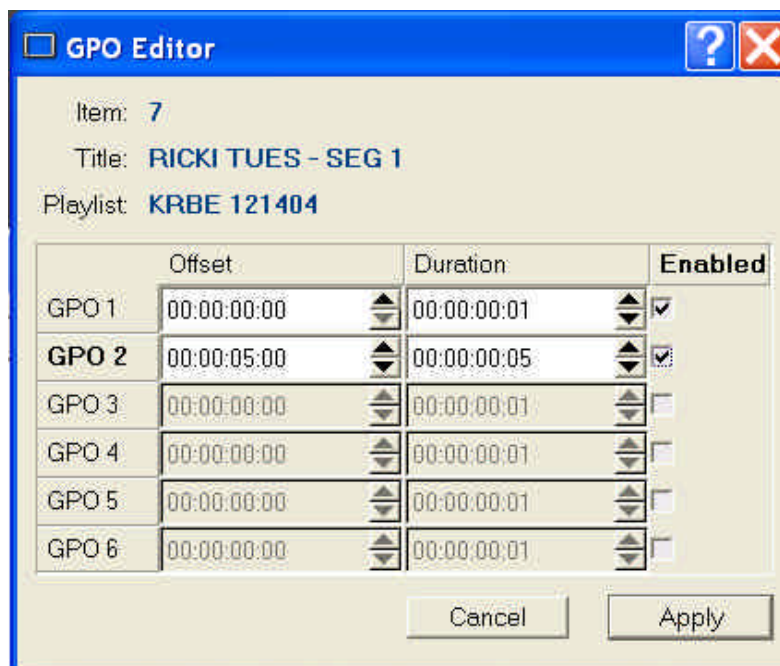 GPO Editor
?
Item: 7
Title: RICKI TUES - SEG 1
Playlist: KRBE 121404
Offset Duration Enabled
GPO 1 00:00:00:00 00:00:00:01
GPO 2 00:00:05:00 00:00:00:05
GPO 3 00:00:00:00 00:00:00:01
GPO 4 00:00:00:00 00:00:00:01
GPO 5 00:00:00:00 00:00:00:01
GPO 6 00:00:00:00 00:00:00:01
Cancel Apply